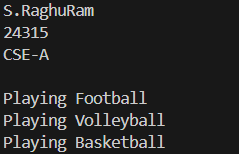 S.RaghuRam
24315
CSE-A

Playing Football
Playing Volleyball
Playing Basketball